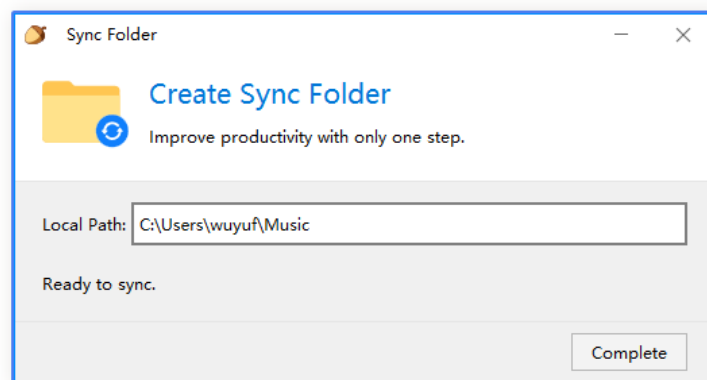 Sync Folder
Create Sync Folder
Improve productivity with only one step.
Local Path: C:\Users\wuyuf\Music
Ready to sync.
Complete